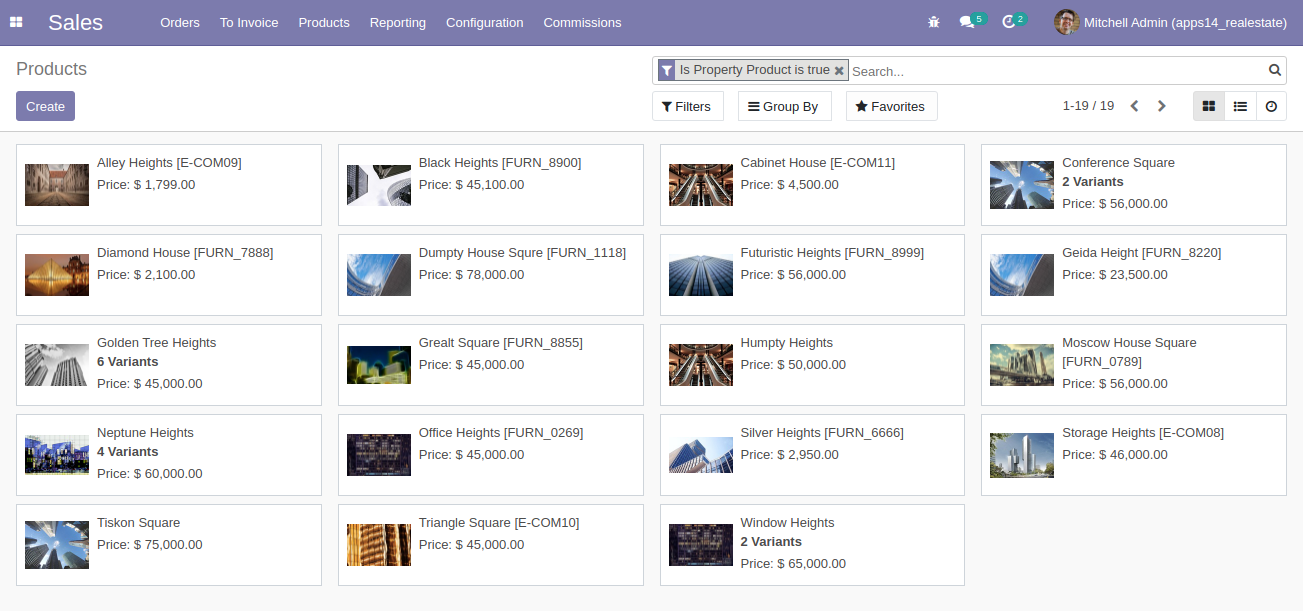 Sales
Orders
To Invoice
Products
Reporting
Configuration
Commissions
5
2
Mitchell Admin (apps14_realestate)
Products
Is Property Product is true
Search...
Create
Filters
Group By
Favorites
1-19 / 19
Alley Heights [E-COM09]
Price: $ 1,799.00
Black Heights [FURN_8900]
Price: $ 45,100.00
Cabinet House [E-COM11]
Price: $ 4,500.00
Conference Square
2 Variants
Price: $ 56,000.00
Diamond House [FURN_7888]
Price: $ 2,100.00
Dumpty House Squre [FURN_1118]
Price: $ 78,000.00
Futuristic Heights [FURN_8999]
Price: $ 56,000.00
Geida Height [FURN_8220]
Price: $ 23,500.00
Golden Tree Heights
6 Variants
Price: $ 45,000.00
Grealt Square [FURN_8855]
Price: $ 45,000.00
Humpty Heights
Price: $ 50,000.00
Moscow House Square
[FURN_0789]
Price: $ 56,000.00
Neptune Heights
4 Variants
Price: $ 60,000.00
Office Heights [FURN_0269]
Price: $ 45,000.00
Silver Heights [FURN_6666]
Price: $ 2,950.00
Storage Heights [E-COM08]
Price: $ 46,000.00
Tiskon Square
Price: $ 75,000.00
Triangle Square [E-COM10]
Price: $ 45,000.00
Window Heights
2 Variants
Price: $ 65,000.00